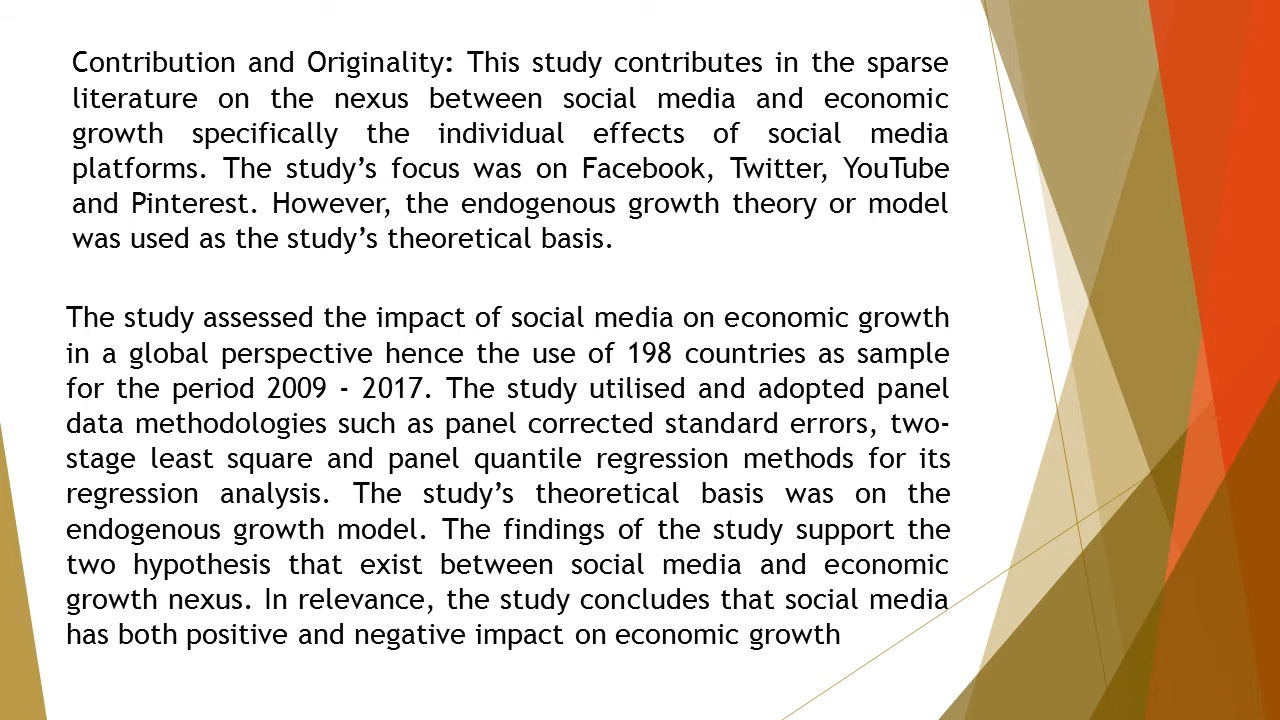 Contribution and Originality: This study contributes in the sparse
literature on the nexus between social media and economic
growth specifically the individual effects of social media
platforms. The study’s focus was on Facebook, Twitter, YouTube
and Pinterest. However, the endogenous growth theory or model
was used as the study’s theoretical basis.
The study assessed the impact of social media on economic growth
in a global perspective hence the use of 198 countries as sample
for the period 2009 - 2017. The study utilised and adopted panel
data methodologies such as panel corrected standard errors, two-
stage least square and panel quantile regression methods for its
regression analysis. The study’s theoretical basis was on the
endogenous growth model. The findings of the study support the
two hypothesis that exist between social media and economic
growth nexus. In relevance, the study concludes that social media
has both positive and negative impact on economic growth